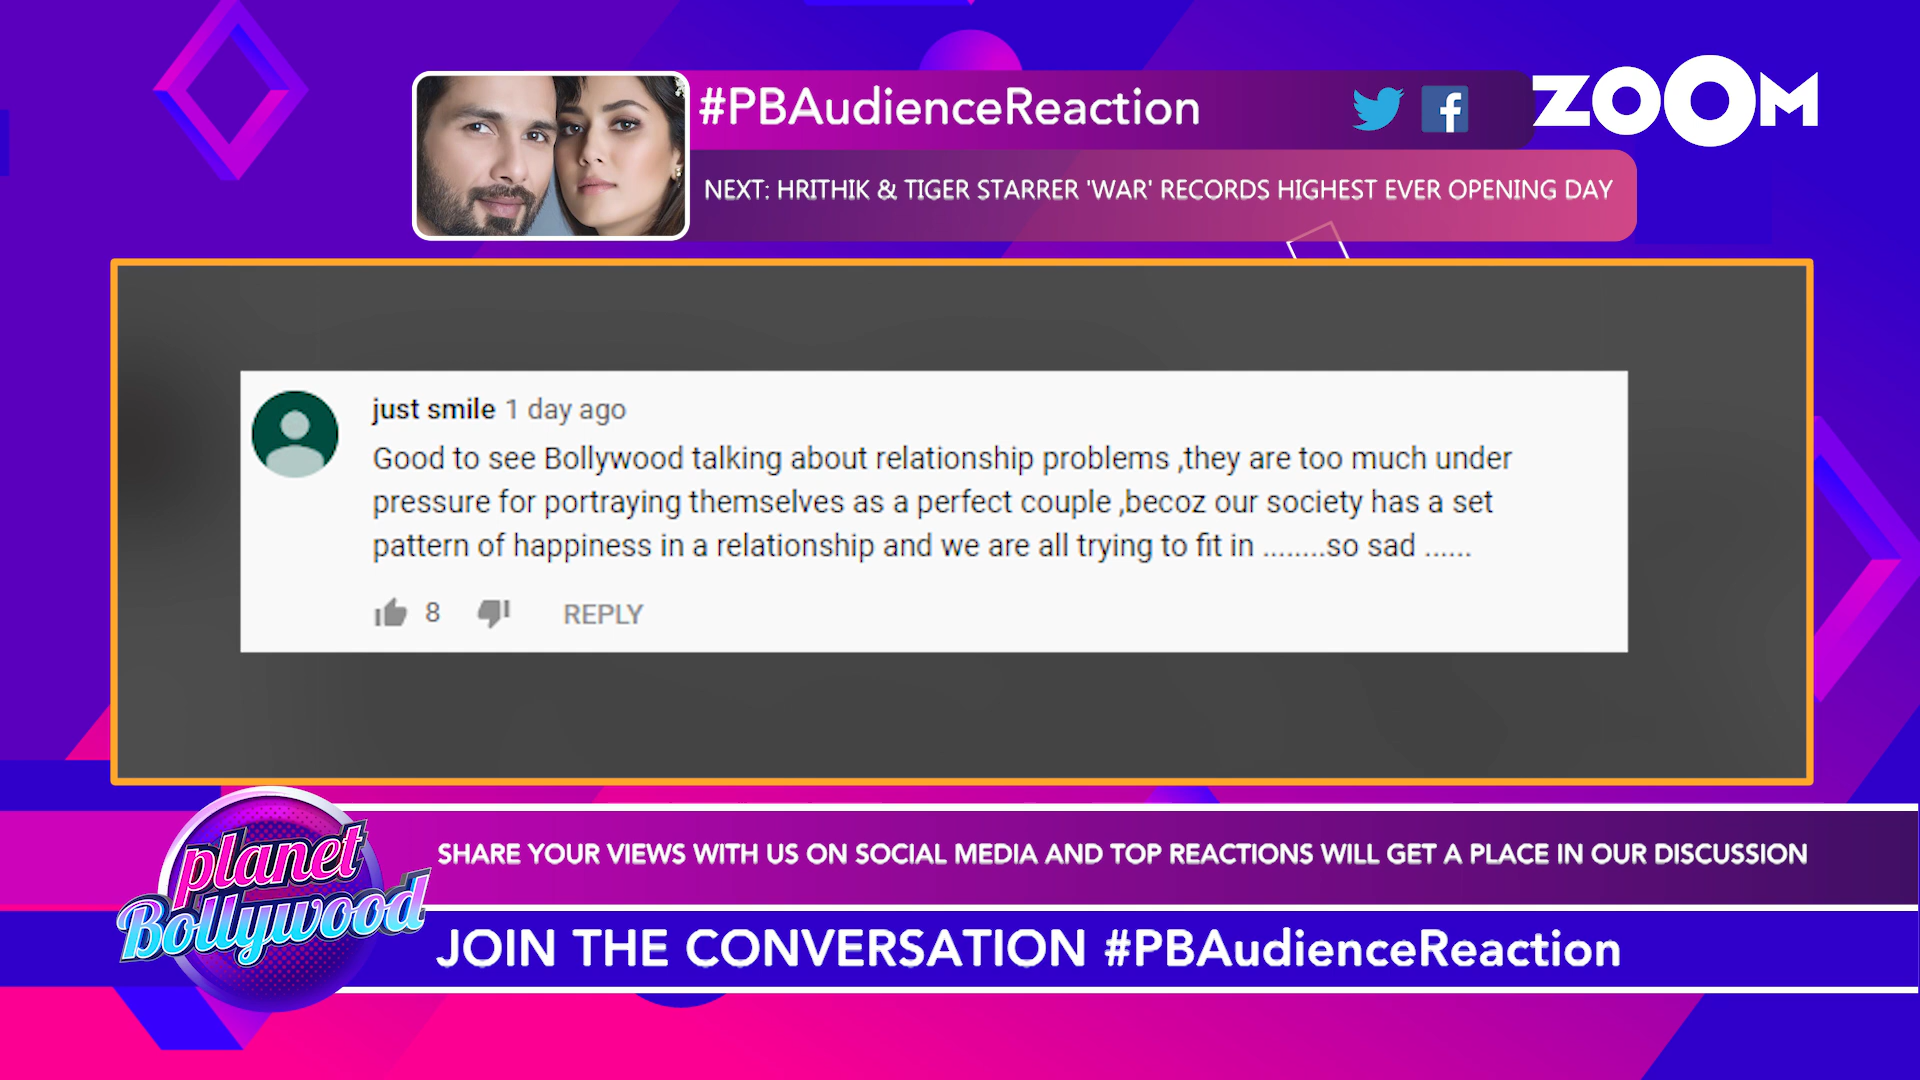 #PBAudienceReaction
ZOOM
NEXT: HRITHIK & TIGER STARRER 'WAR' RECORDS HIGHEST EVER OPENING DAY
just smile 1 day ago
Good to see Bollywood talking about relationship problems ,they are too much under
pressure for portraying themselves as a perfect couple ,becoz our society has a set
pattern of happiness in a relationship and we are all trying to fit in ........so sad ......
8 REPLY
planet
Bollywood
SHARE YOUR VIEWS WITH US ON SOCIAL MEDIA AND TOP REACTIONS WILL GET A PLACE IN OUR DISCUSSION
JOIN THE CONVERSATION #PBAudienceReaction